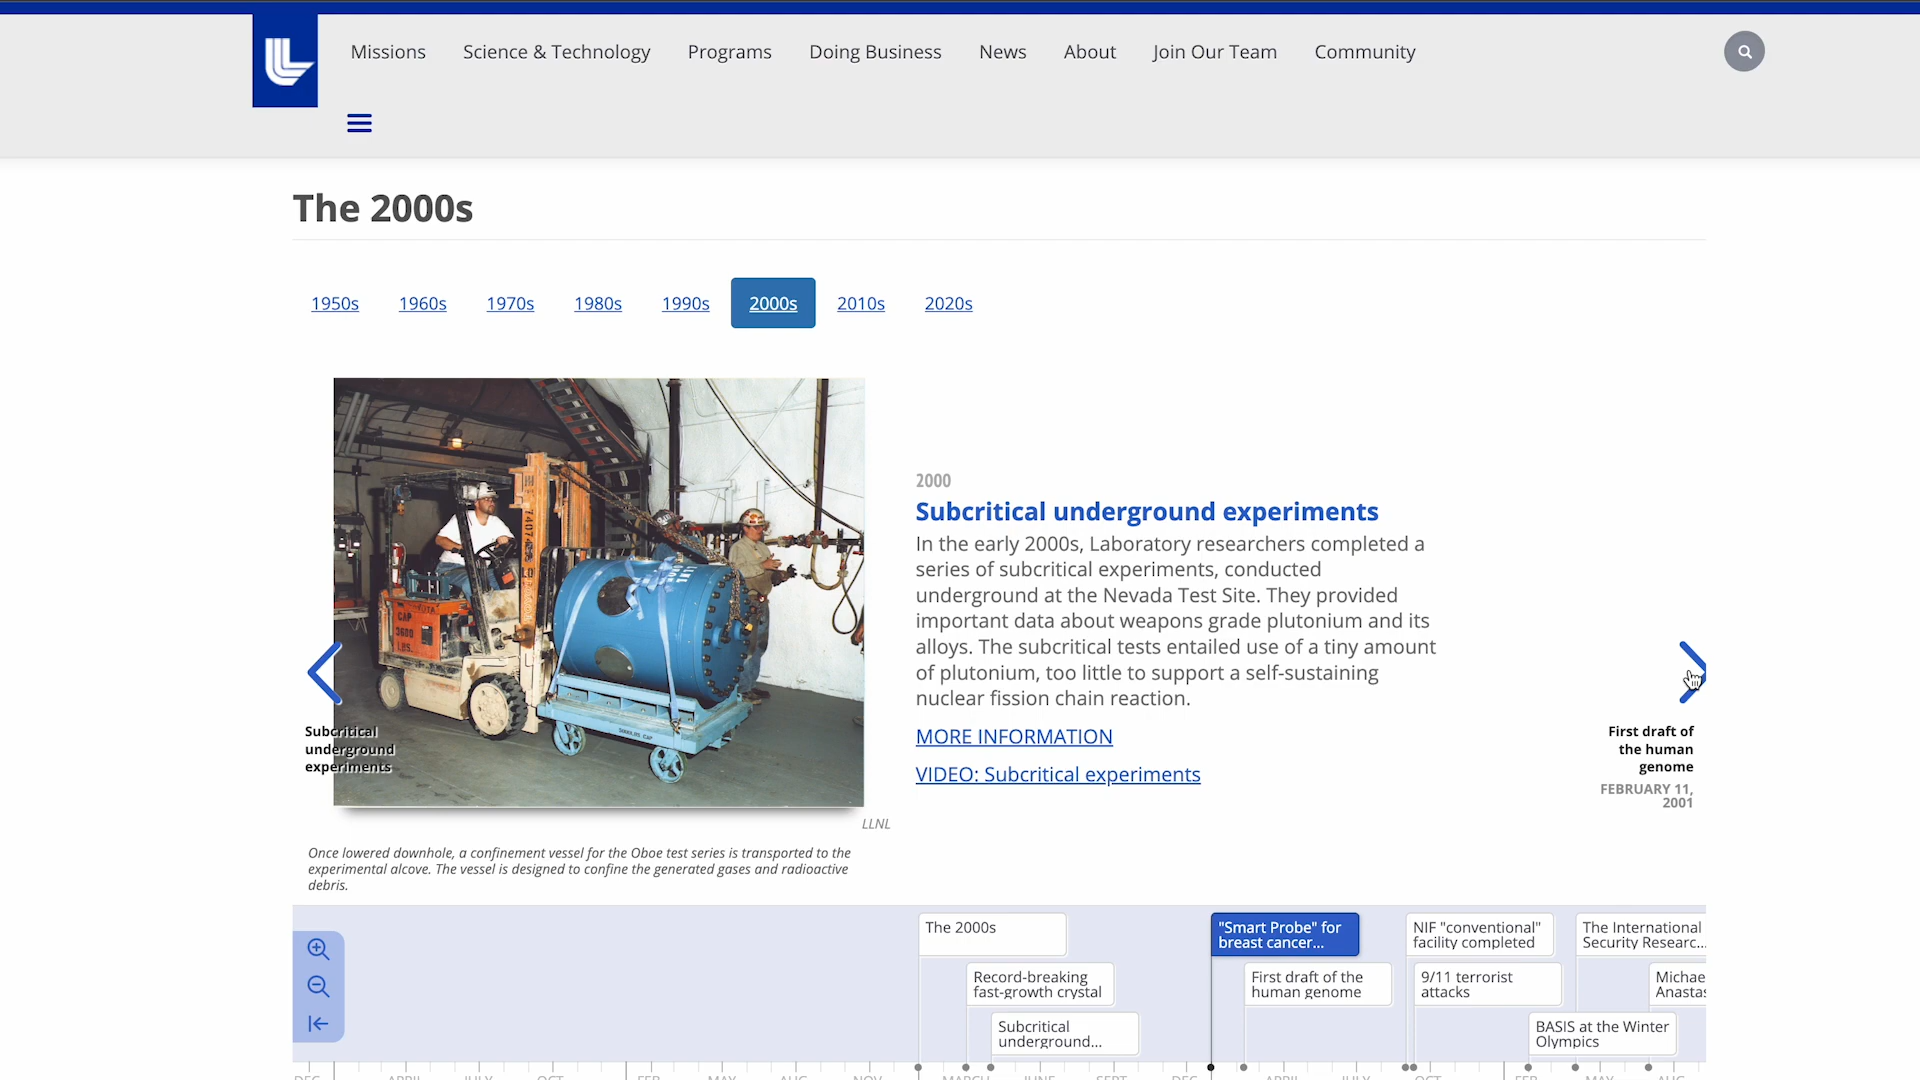 Missions Science & Technology Programs Doing Business News About Join Our Team Community
The 2000s
1950s 1960s 1970s 1980s 1990s 2000s 2010s 2020s
CAP
3600
LBS.
2000
Subcritical underground experiments
In the early 2000s, Laboratory researchers completed a
series of subcritical experiments, conducted
underground at the Nevada Test Site. They provided
important data about weapons grade plutonium and its
alloys. The subcritical tests entailed use of a tiny amount
of plutonium, too little to support a self-sustaining
nuclear fission chain reaction.
MORE INFORMATION
VIDEO: Subcritical experiments
Subcritical
underground
experiments
First draft of
the human
genome
FEBRUARY 11,
2001
LLNL
Once lowered downhole, a confinement vessel for the Oboe test series is transported to the
experimental alcove. The vessel is designed to confine the generated gases and radioactive
debris.
The 2000s
"Smart Probe" for
breast cancer...
NIF "conventional"
facility completed
The International
Security Researc...
Record-breaking
fast-growth crystal
First draft of the
human genome
9/11 terrorist
attacks
Michae
Anastas
Subcritical
underground...
BASIS at the Winter
Olympics
DEC APRIL JULY OCT FEB MAY AUG NOV MARCH JUNE SEPT DEC APRIL JULY OCT FEB MAY AUG